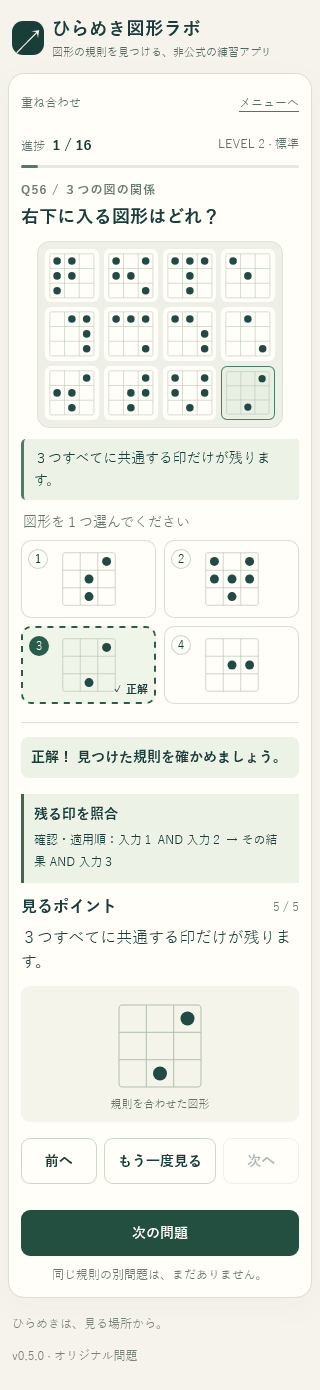 ひらめき図形ラボ
図形の規則を見つける、非公式の練習アプリ
重ね合わせ
メニューへ
進捗 1 / 16
LEVEL 2 · 標準
Q56 / 3つの図の関係
右下に入る図形はどれ？
3つすべてに共通する印だけが残りま
す。
図形を1つ選んでください
1
2
3
✓ 正解
4
正解！ 見つけた規則を確かめましょう。
残る印を照合
確認・適用順：入力1 AND 入力2 → その結
果 AND 入力3
見るポイント
5 / 5
3つすべてに共通する印だけが残りま
す。
規則を合わせた図形
前へ
もう一度見る
次へ
次の問題
同じ規則の別問題は、まだありません。
ひらめきは、見る場所から。
v0.5.0 · オリジナル問題